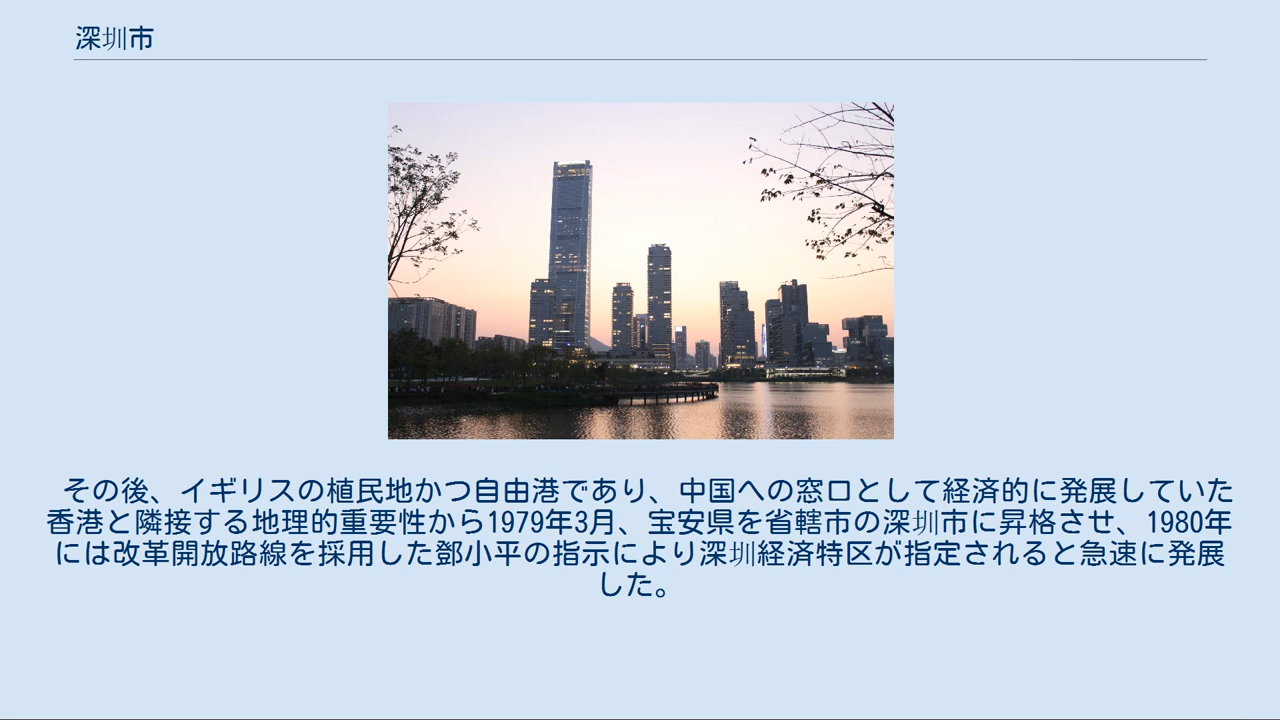 深圳市
その後、イギリスの植民地かつ自由港であり、中国への窓口として経済的に発展していた
香港と隣接する地理的重要性から1979年3月、宝安県を省轄市の深圳市に昇格させ、1980年
には改革開放路線を採用した鄧小平の指示により深圳経済特区が指定されると急速に発展
した。